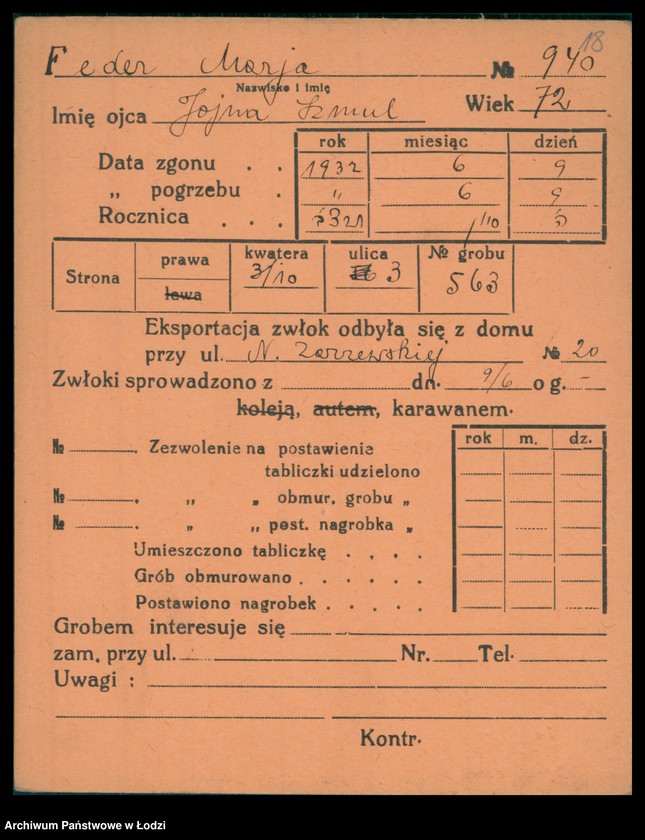 18
Feder Marja № 940
Nazwisko i imię
Imię ojca Jojna Szmul Wiek 72
rok miesiąc dzień
Data zgonu . . 1932 6 9
„ pogrzebu . „ 6 9
Rocznica . . .
Strona prawa kwatera ulica № grobu
lewa 3/10 3 563
Eksportacja zwłok odbyła się z domu
przy ul. N. Zarzewskiej № 20
Zwłoki sprowadzono z dn. 9/6 o g. –
koleją, autem, karawanem.
rok m. dz.
№ . Zezwolenie na postawienie
tabliczki udzielono
№ . „ „ obmur. grobu „
№ . „ „ post. nagrobka „
Umieszczono tabliczkę . . . .
Grób obmurowano . . . . . .
Postawiono nagrobek . . . . .
Grobem interesuje się
zam. przy ul. Nr. Tel.
Uwagi :
Kontr.
Archiwum Państwowe w Łodzi